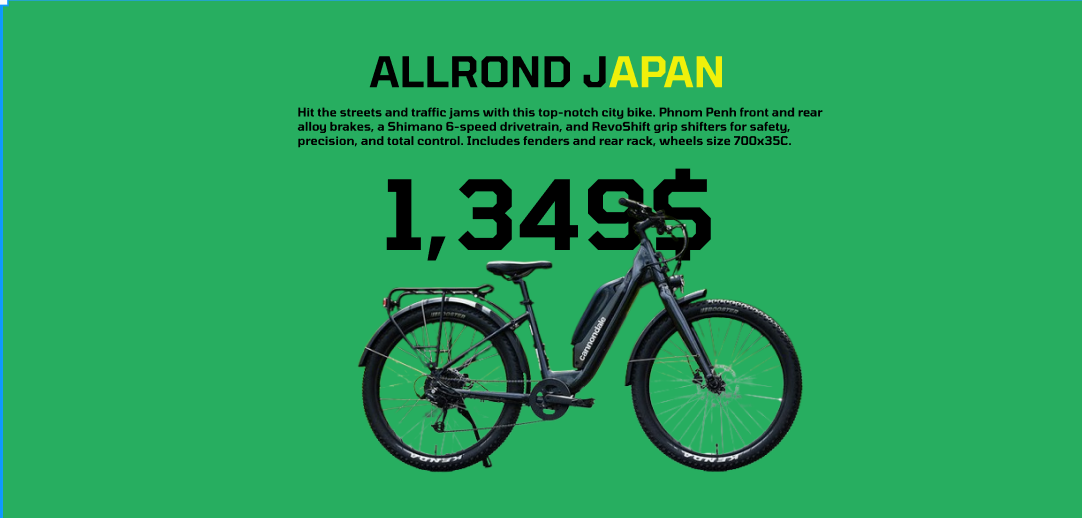 ALLROND JAPAN
Hit the streets and traffic jams with this top-notch city bike. Phnom Penh front and rear
alloy brakes, a Shimano 6-speed drivetrain, and RevoShift grip shifters for safety,
precision, and total control. Includes fenders and rear rack, wheels size 700x35C.
1,349$
cannondale
KENDA
KENDA